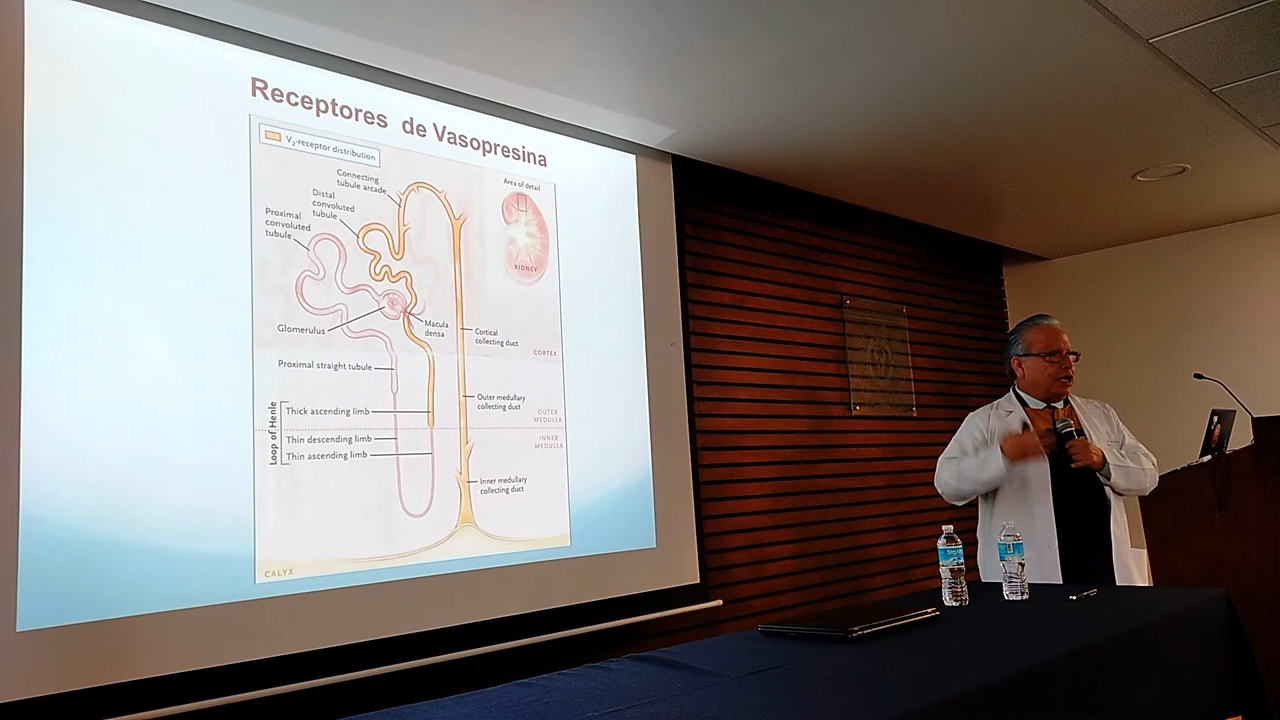 Receptores de Vasopresina
V₂-receptor distribution
Connecting
tubule arcade
Distal
convoluted
tubule
Proximal
convoluted
tubule
Area of detail
KIDNEY
Glomerulus
Macula
densa
Cortical
collecting duct
CORTEX
Proximal straight tubule
Outer medullary
collecting duct
OUTER
MEDULLA
Loop of Henle
Thick ascending limb
Thin descending limb
Thin ascending limb
INNER
MEDULLA
Inner medullary
collecting duct
CALYX